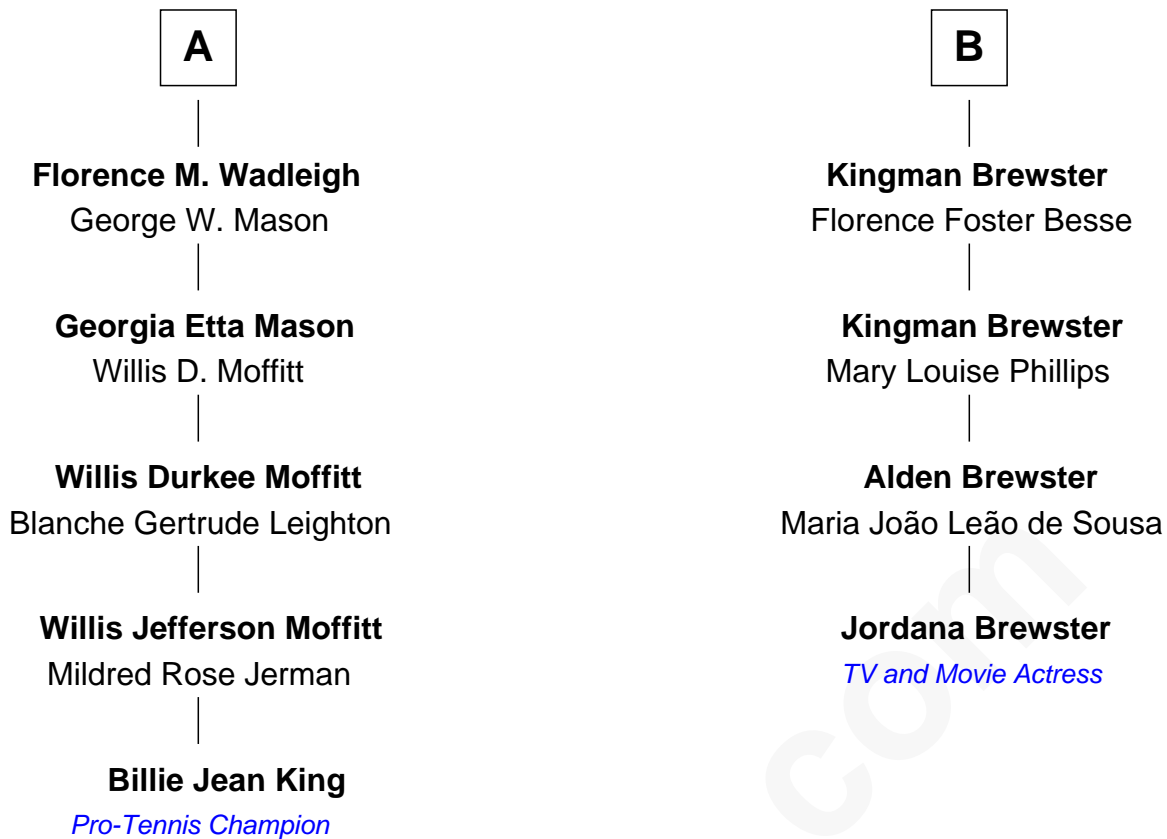 A
Florence M. Wadleigh
George W. Mason
Georgia Etta Mason
Willis D. Moffitt
Willis Durkee Moffitt
Blanche Gertrude Leighton
Willis Jefferson Moffitt
Mildred Rose Jerman
Billie Jean King
Pro-Tennis Champion
B
Kingman Brewster
Florence Foster Besse
Kingman Brewster
Mary Louise Phillips
Alden Brewster
Maria João Leão de Sousa
Jordana Brewster
TV and Movie Actress
com